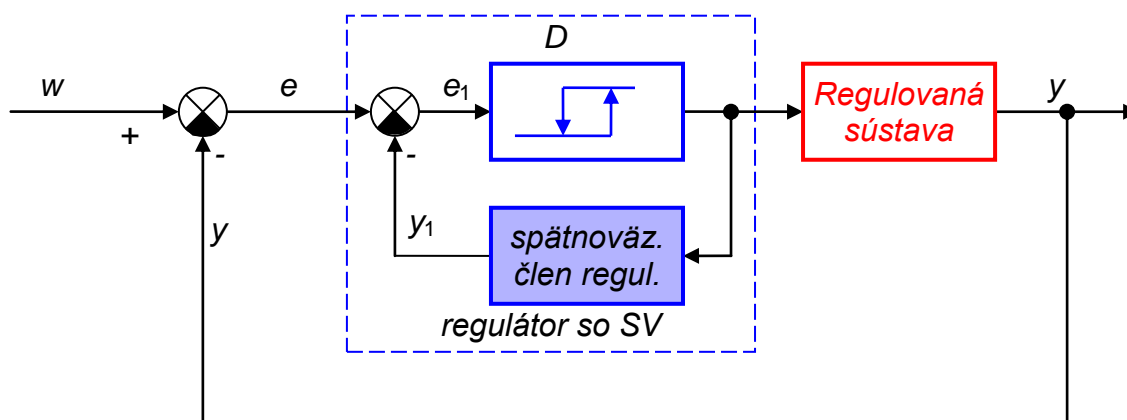 D
w
e
e₁
Regulovaná
sústava
y
+
-
-
y
y₁
spätnoväz.
člen regul.
regulátor so SV